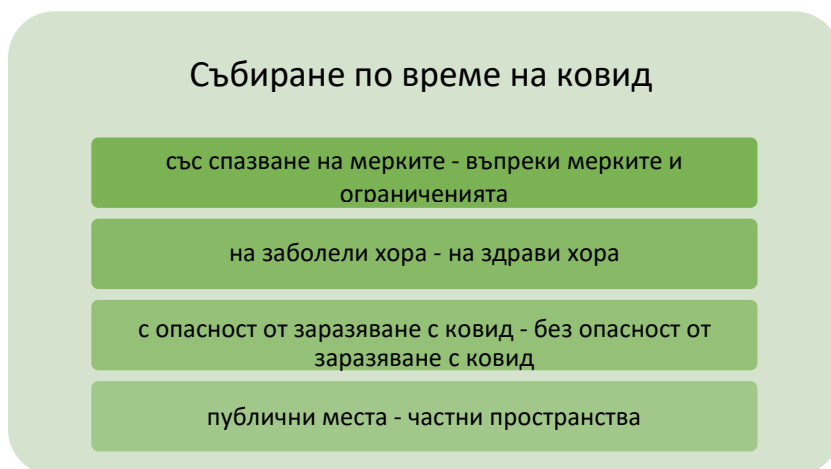 Събиране по време на ковид
със спазване на мерките - въпреки мерките и
ограниченията
на заболели хора - на здрави хора
с опасност от заразяване с ковид - без опасност от
заразяване с ковид
публични места - частни пространства